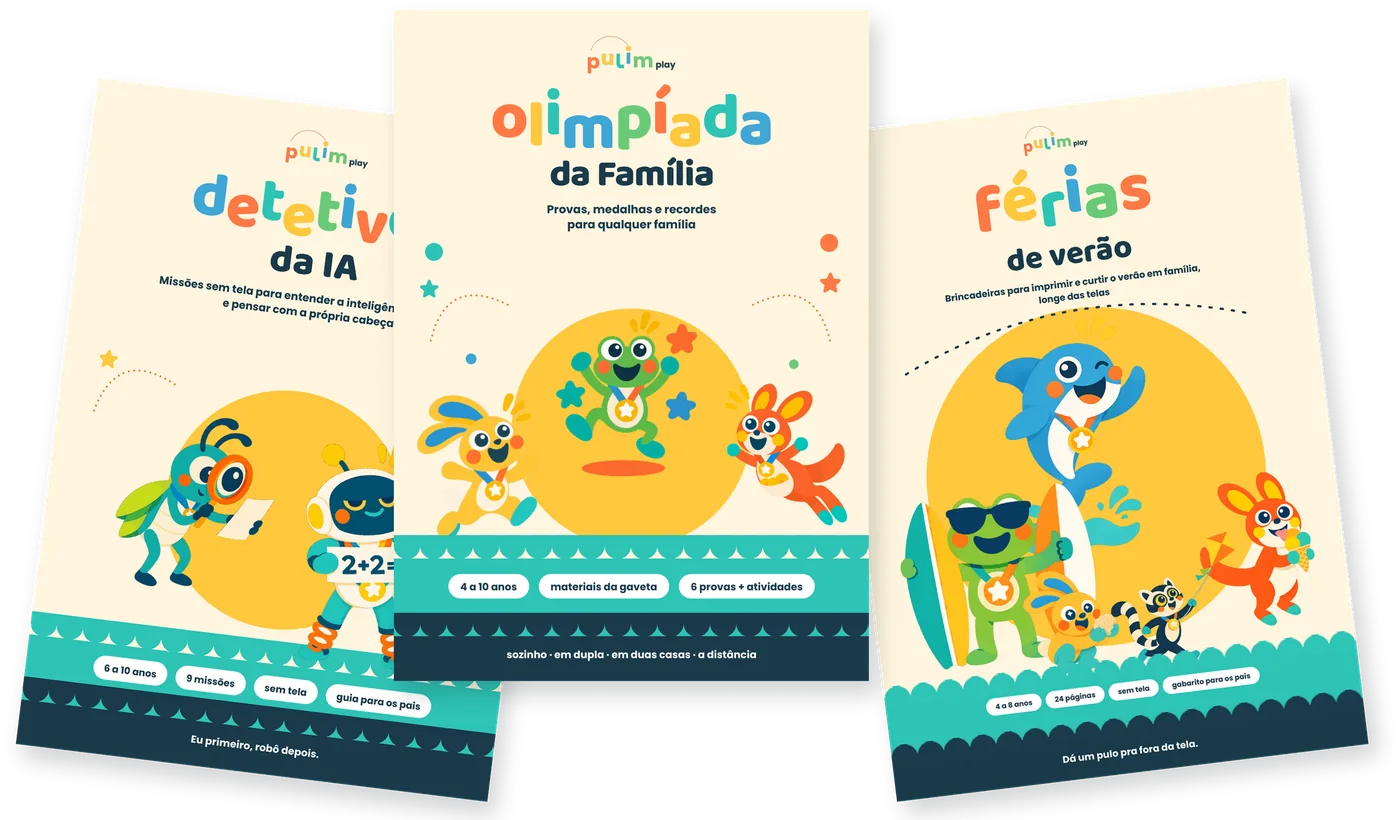 pulim play
detetiv
da IA
Missões sem tela para entender a inteligên
e pensar com a própria cabeça
2+2=
6 a 10 anos
9 missões
sem tela
guia para os pais
Eu primeiro, robô depois.
pulim play
olimpíada
da Família
Provas, medalhas e recordes
para qualquer família
4 a 10 anos
materiais da gaveta
6 provas + atividades
sozinho · em dupla · em duas casas · a distância
pulim play
férias
de verão
Brincadeiras para imprimir e curtir o verão em família,
longe das telas
4 a 8 anos
24 páginas
sem tela
gabarito para os pais
Dá um pulo pra fora da tela.